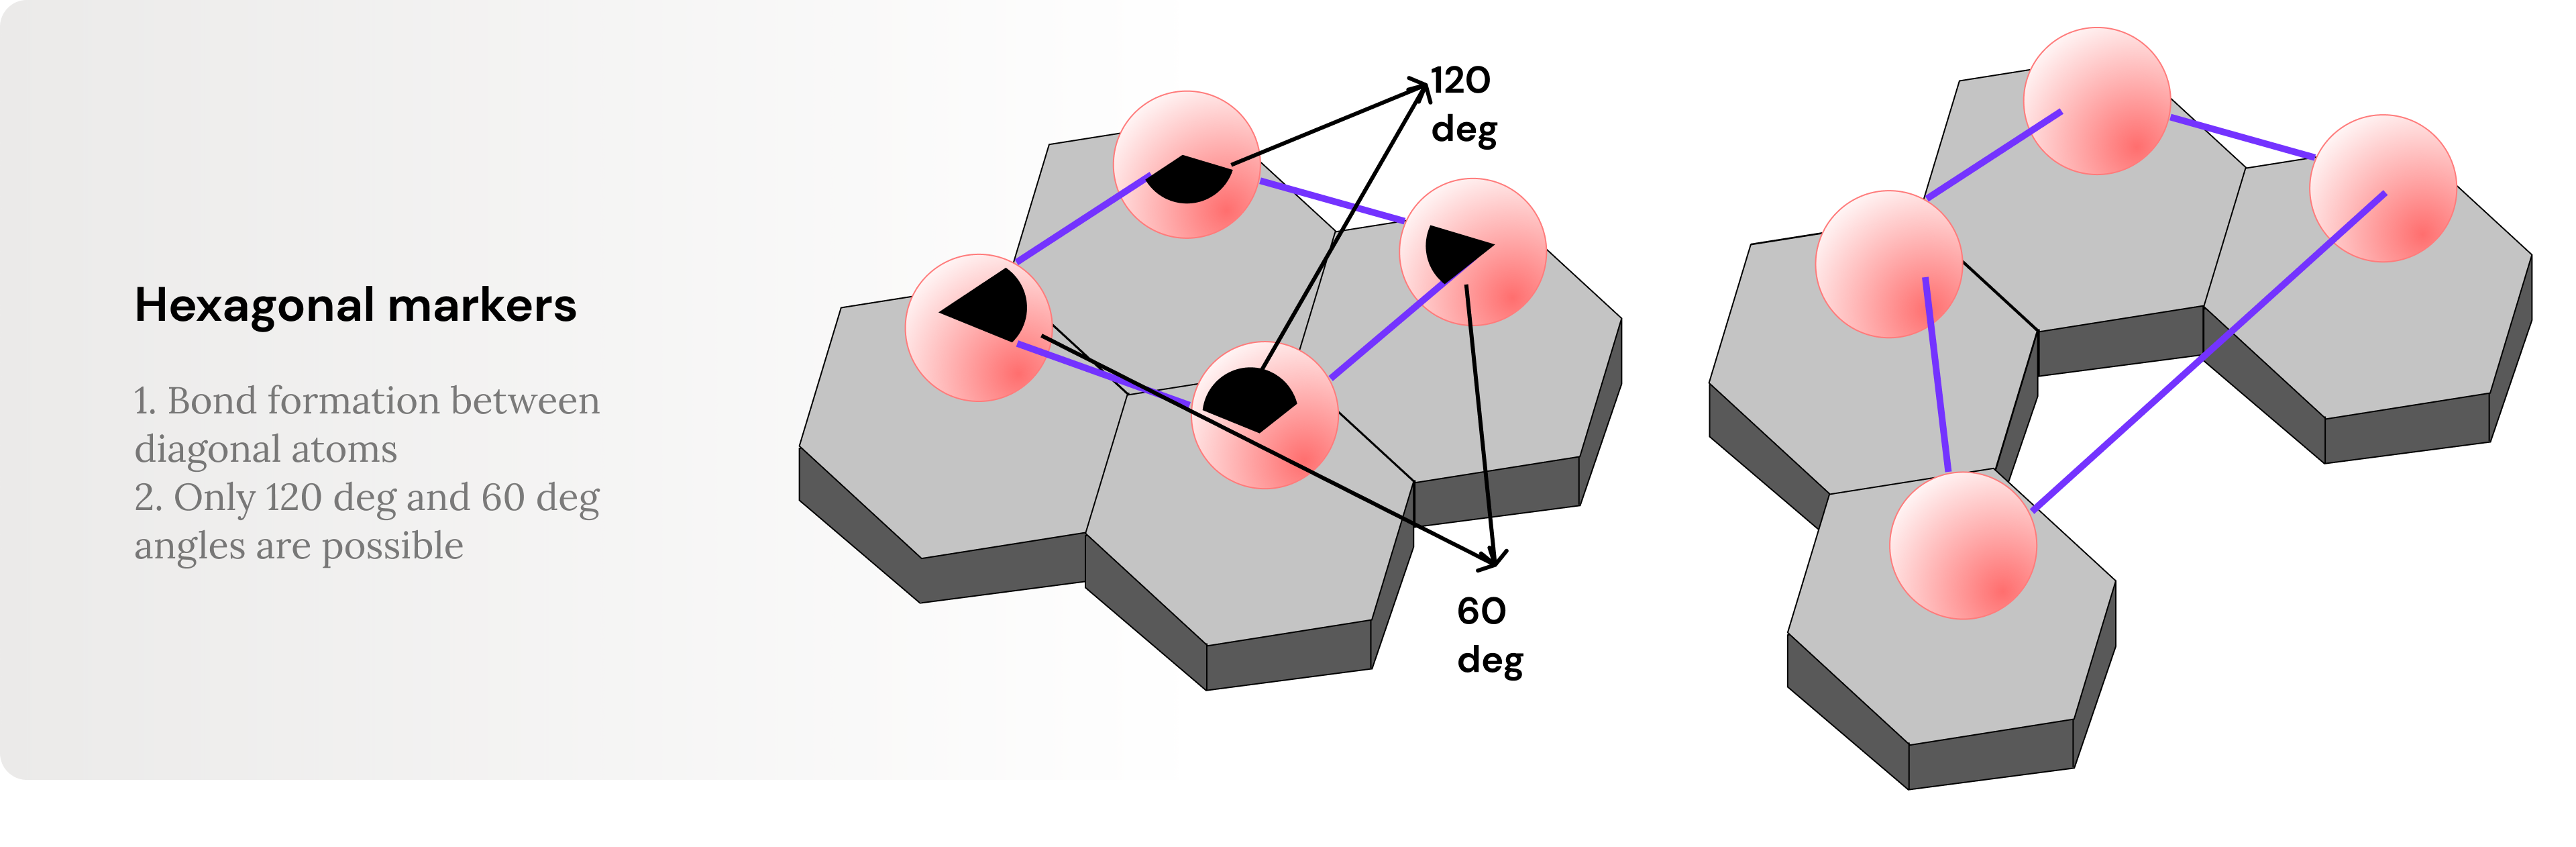 Hexagonal markers
1. Bond formation between
diagonal atoms
2. Only 120 deg and 60 deg
angles are possible
120
deg
60
deg